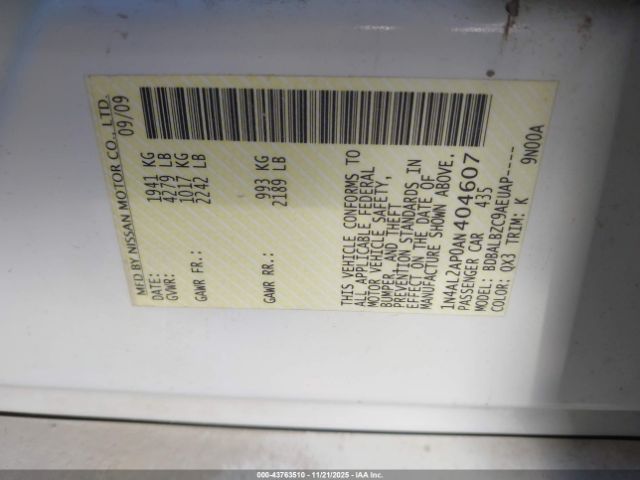 MFD BY NISSAN MOTOR CO., LTD.
DATE: 09/09
GVWR: 1941 KG
4279 LB
GAWR FR: 1017 KG
2242 LB
GAWR RR: 993 KG
2189 LB
THIS VEHICLE CONFORMS TO
ALL APPLICABLE FEDERAL
MOTOR VEHICLE SAFETY,
BUMPER, AND THEFT
PREVENTION STANDARDS IN
EFFECT ON THE DATE OF
MANUFACTURE SHOWN ABOVE.
1N4AL2AP0AN404607
PASSENGER CAR 435
MODEL: BDBALBZC9AEUAP----
COLOR: QX3 TRIM: K 9N00A
000-43763510 - 11/21/2025 - IAA Inc.